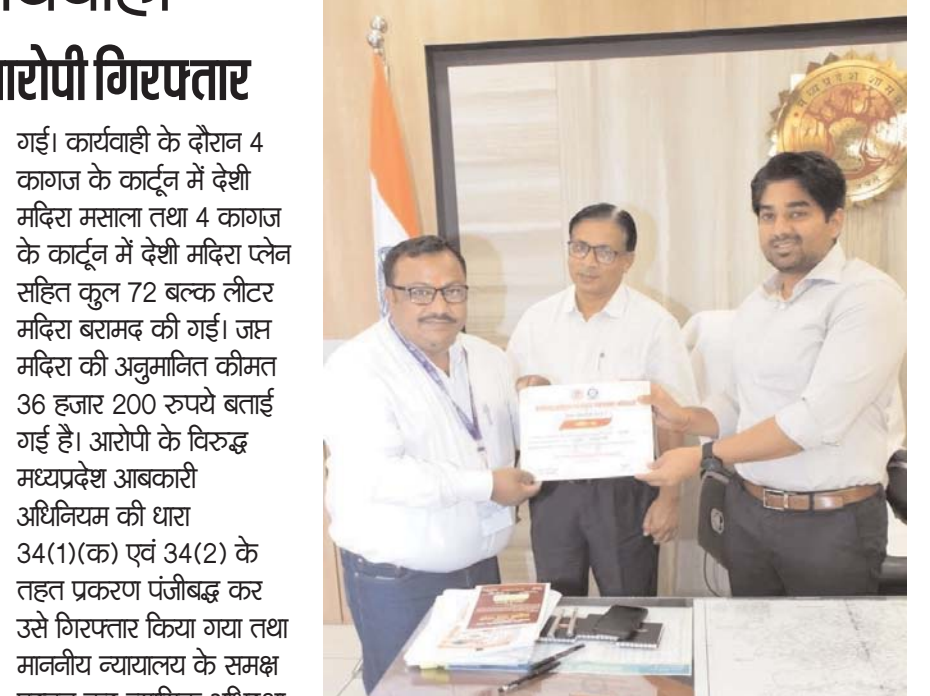 आरोपी गिरफ्तार
गई। कार्यवाही के दौरान 4
कागज के कार्टून में देशी
मदिरा मसाला तथा 4 कागज
के कार्टून में देशी मदिरा प्लेन
सहित कुल 72 बल्क लीटर
मदिरा बरामद की गई। जप्त
मदिरा की अनुमानित कीमत
36 हजार 200 रुपये बताई
गई है। आरोपी के विरुद्ध
मध्यप्रदेश आबकारी
अधिनियम की धारा
34(1)(क) एवं 34(2) के
तहत प्रकरण पंजीबद्ध कर
उसे गिरफ्तार किया गया तथा
माननीय न्यायालय के समक्ष